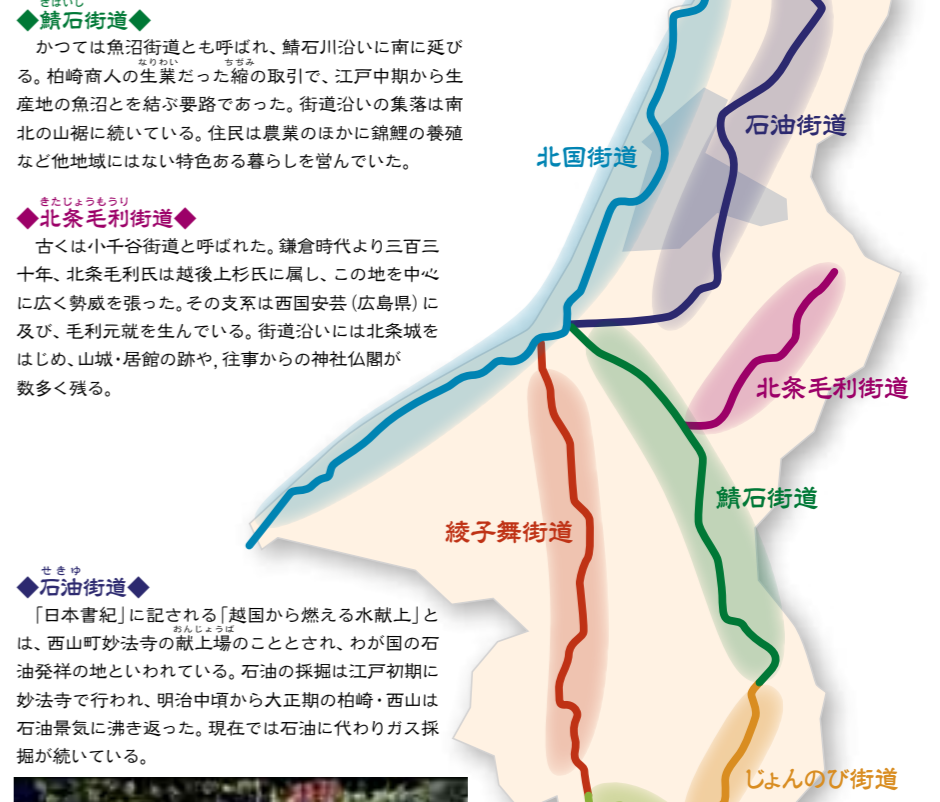 さばいし
◆鯖石街道◆
かつては魚沼街道とも呼ばれ、鯖石川沿いに南に延び
なりわい ちぢみ
る。柏崎商人の生業だった縮の取引で、江戸中期から生
産地の魚沼とを結ぶ要路であった。街道沿いの集落は南
北の山裾に続いている。住民は農業のほかに錦鯉の養殖
など他地域にはない特色ある暮らしを営んでいた。
きたじょうもうり
◆北条毛利街道◆
古くは小千谷街道と呼ばれた。鎌倉時代より三百三
十年、北条毛利氏は越後上杉氏に属し、この地を中心
に広く勢威を張った。その支系は西国安芸(広島県)に
及び、毛利元就を生んでいる。街道沿いには北条城を
はじめ、山城・居館の跡や,往事からの神社仏閣が
数多く残る。
せきゆ
◆石油街道◆
「日本書紀」に記される「越国から燃える水献上」と
おんじょうば
は、西山町妙法寺の献上場のこととされ、わが国の石
油発祥の地といわれている。石油の採掘は江戸初期に
妙法寺で行われ、明治中頃から大正期の柏崎・西山は
石油景気に沸き返った。現在では石油に代わりガス採
掘が続いている。
石油街道
北国街道
北条毛利街道
鯖石街道
綾子舞街道
じょんのび街道